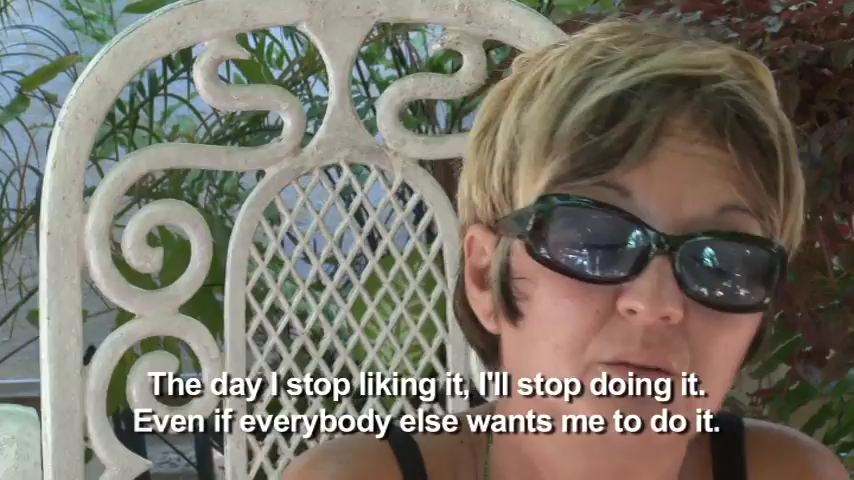 The day I stop liking it, I'll stop doing it.
Even if everybody else wants me to do it.